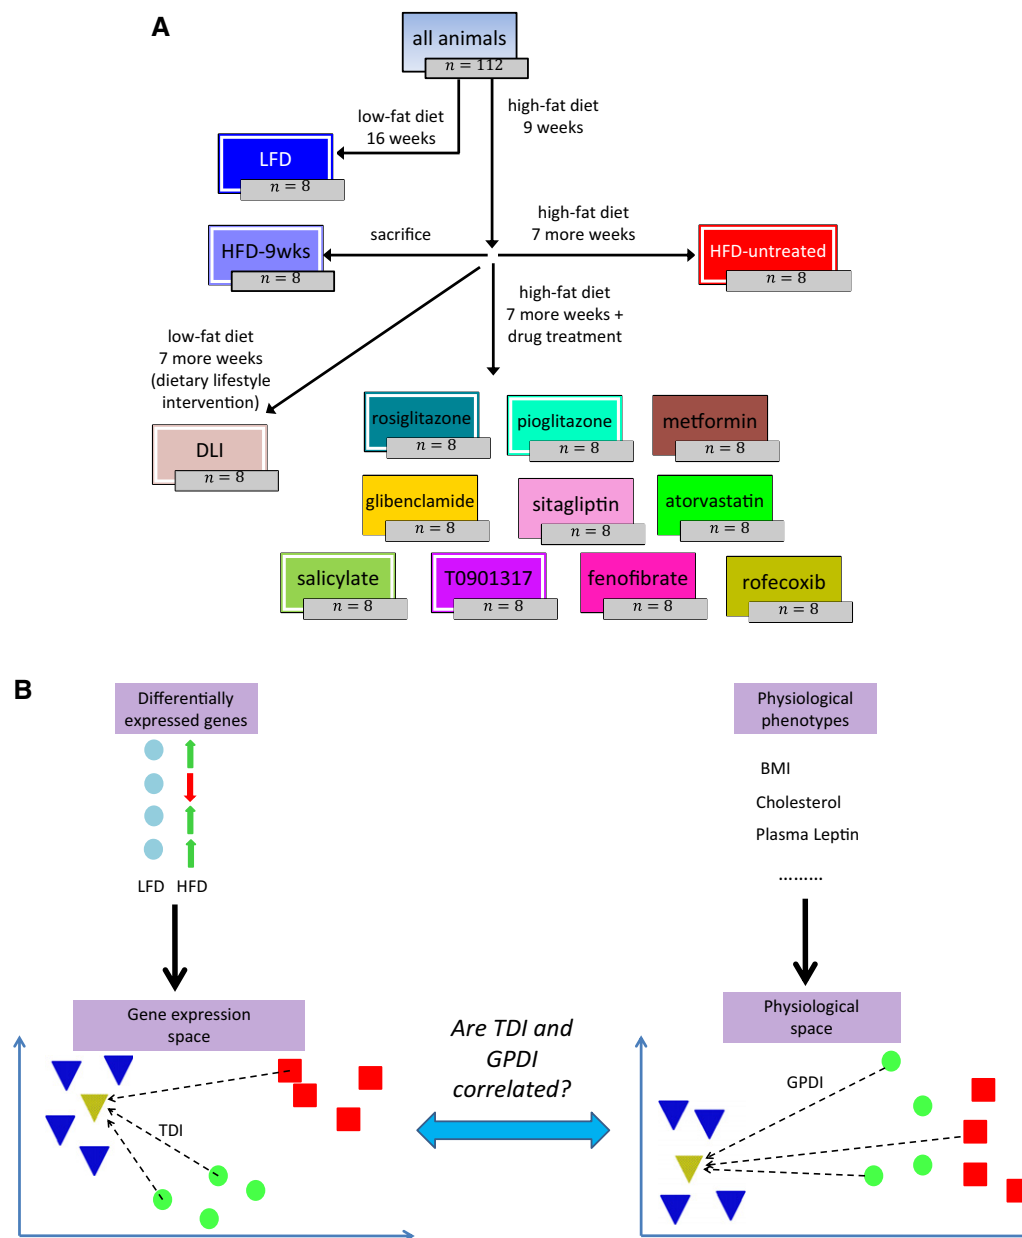 A
all animals
n = 112
low-fat diet
16 weeks
high-fat diet
9 weeks
LFD
n = 8
HFD-9wks
n = 8
sacrifice
high-fat diet
7 more weeks
HFD-untreated
n = 8
high-fat diet
7 more weeks +
drug treatment
low-fat diet
7 more weeks
(dietary lifestyle
intervention)
DLI
n = 8
rosiglitazone
n = 8
pioglitazone
n = 8
metformin
n = 8
glibenclamide
n = 8
sitagliptin
n = 8
atorvastatin
n = 8
salicylate
n = 8
T0901317
n = 8
fenofibrate
n = 8
rofecoxib
n = 8
B
Differentially
expressed genes
LFD HFD
Gene expression
space
TDI
Are TDI and
GPDI
correlated?
Physiological
phenotypes
BMI
Cholesterol
Plasma Leptin
.........
Physiological
space
GPDI